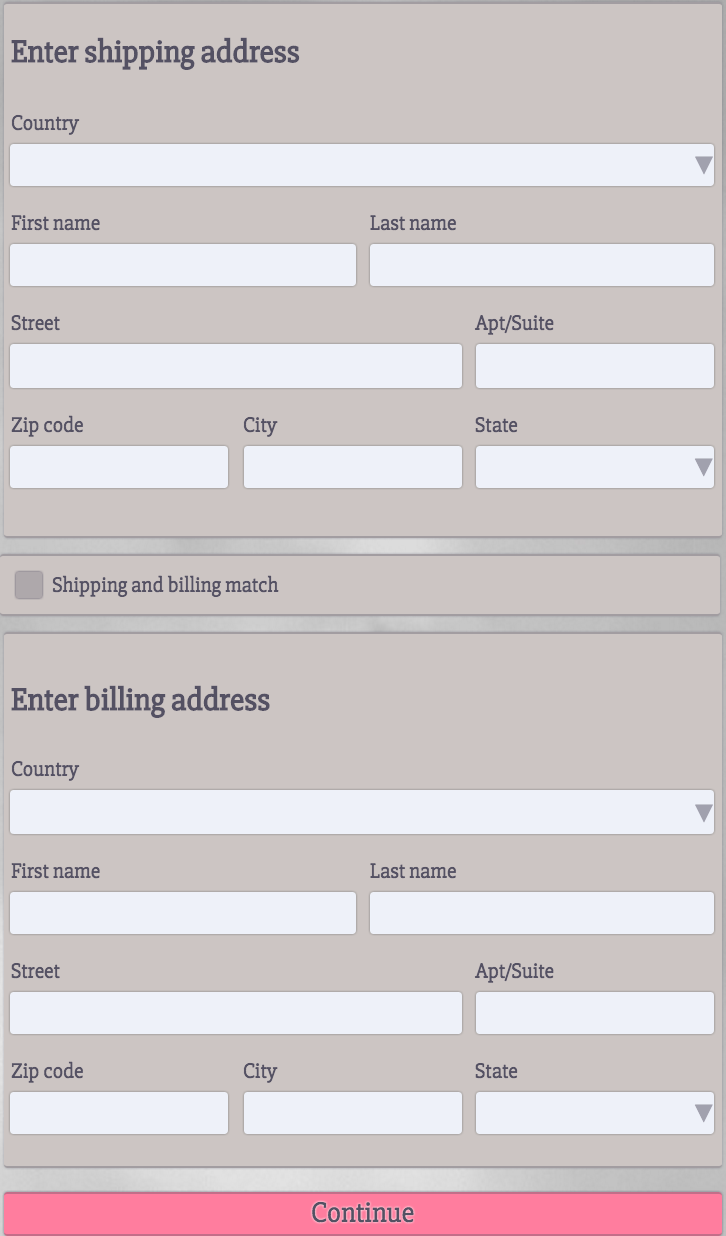 Enter shipping address
Country
First name Last name
Street Apt/Suite
Zip code City State
Shipping and billing match
Enter billing address
Country
First name Last name
Street Apt/Suite
Zip code City State
Continue